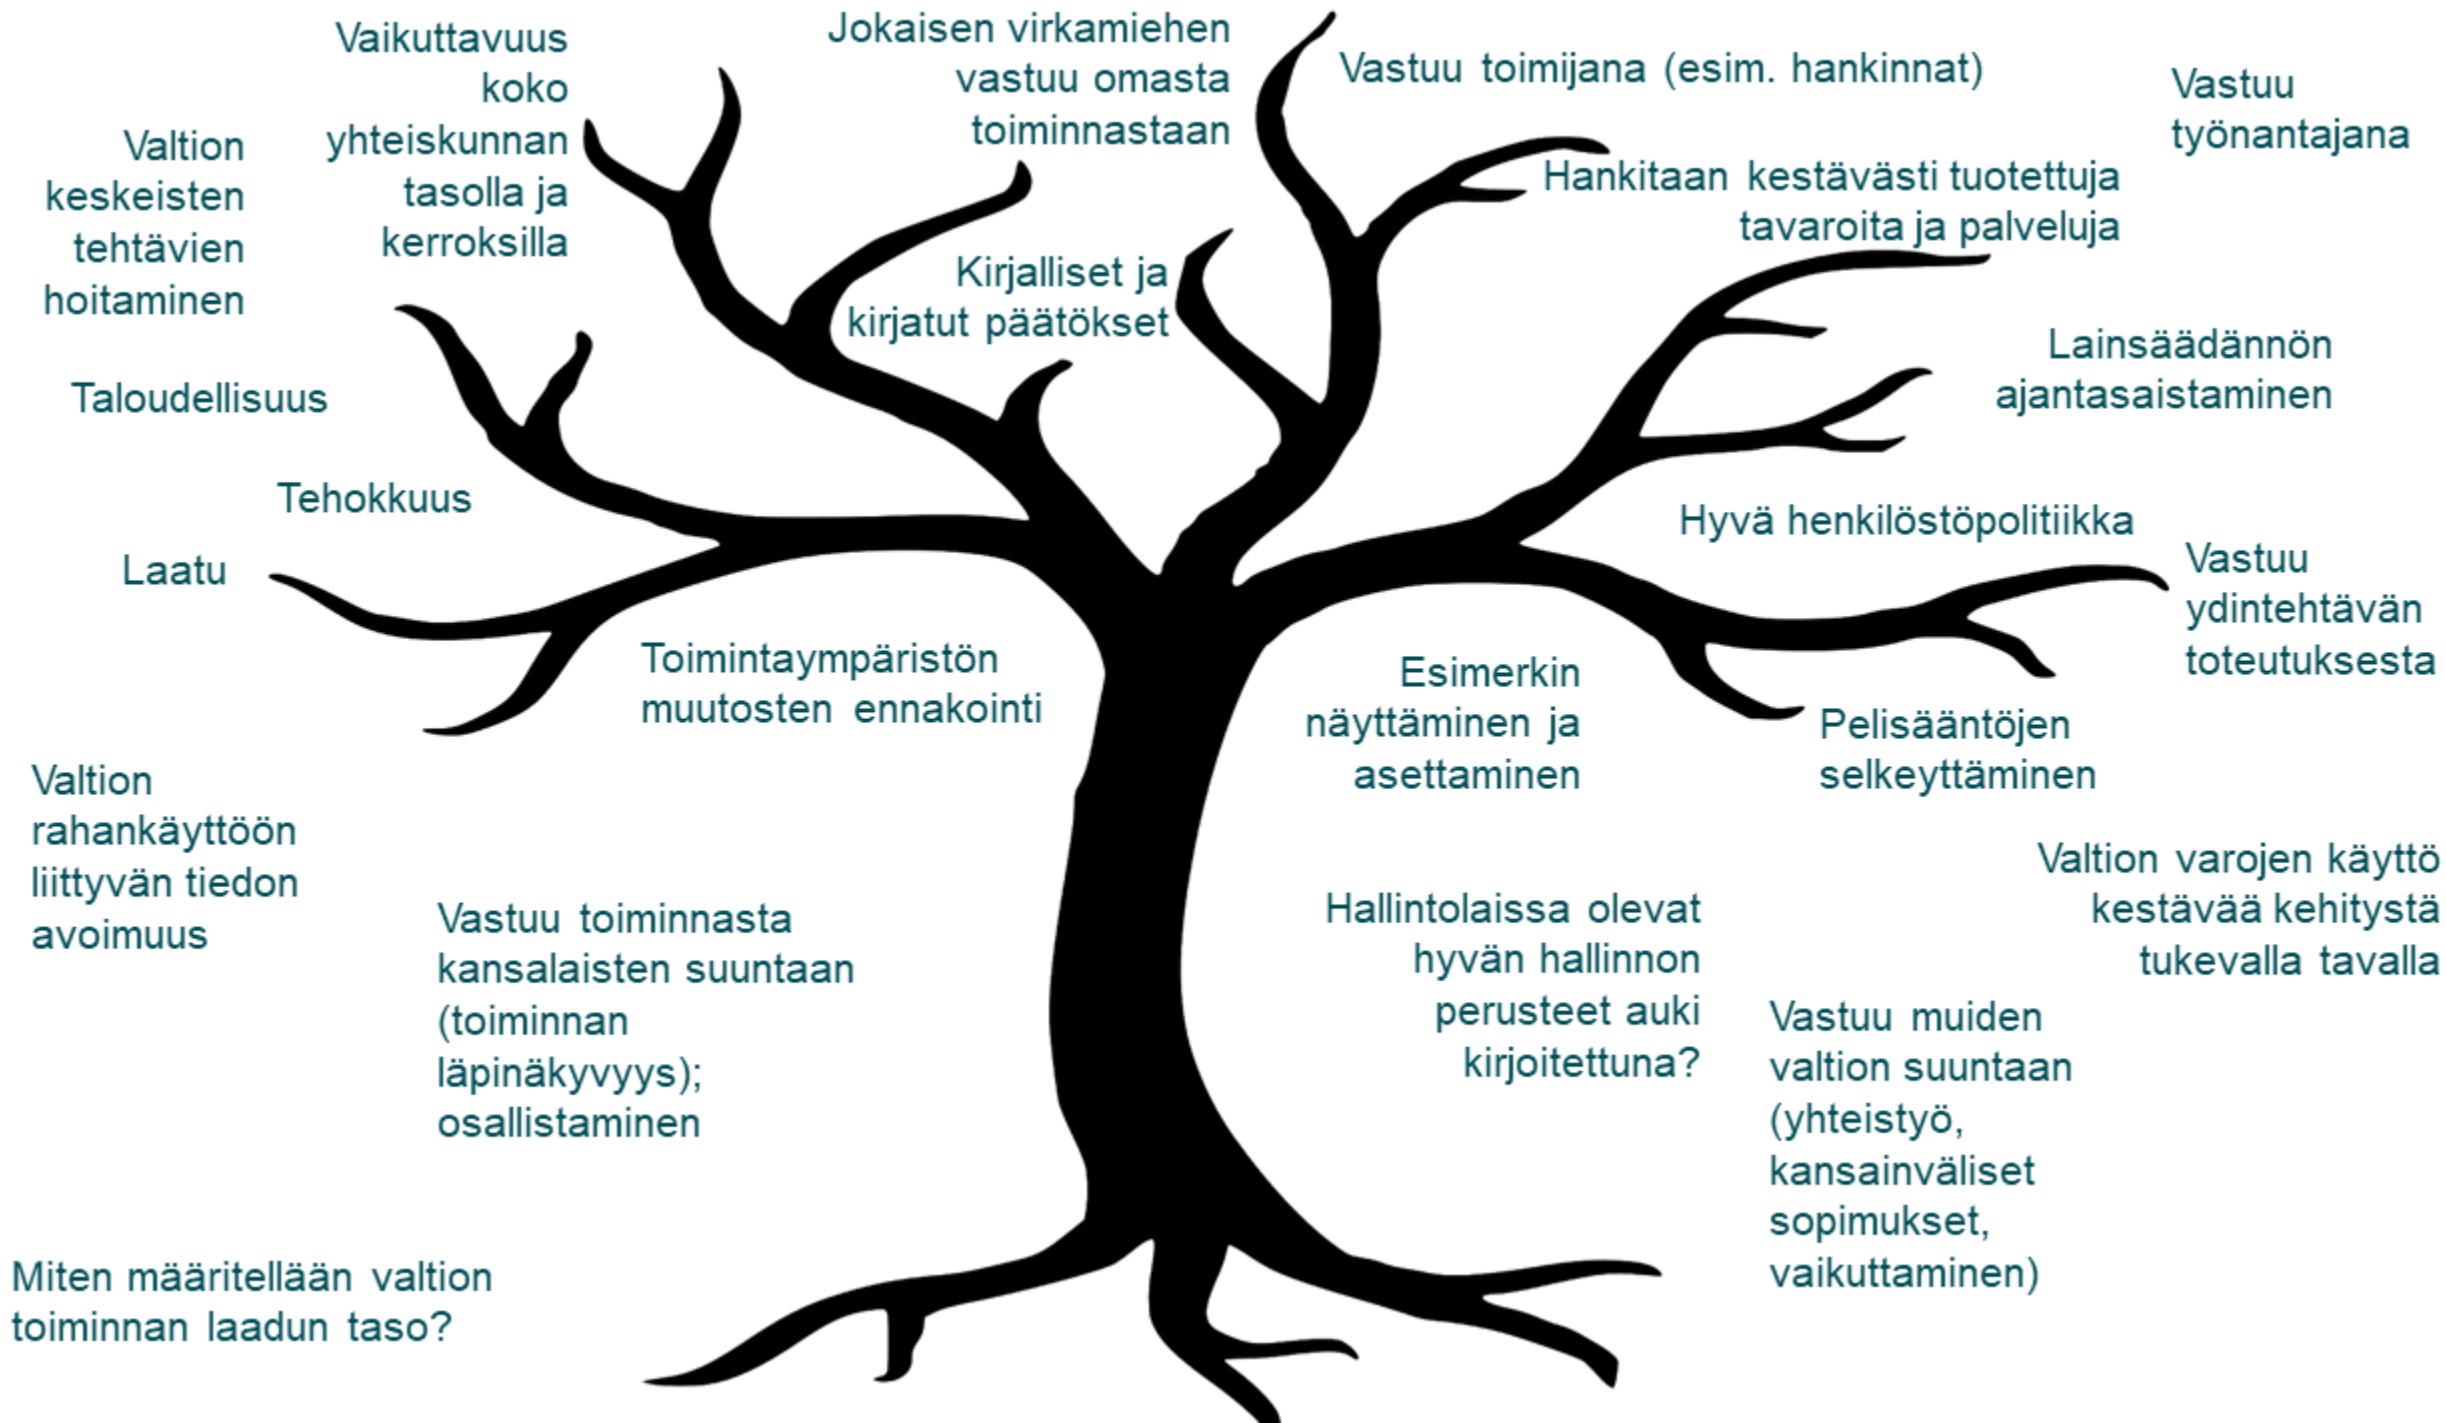 Vaikuttavuus
koko
yhteiskunnan
tasolla ja
kerroksilla
Jokaisen virkamiehen
vastuu omasta
toiminnastaan
Vastuu toimijana (esim. hankinnat)
Vastuu
työnantajana
Valtion
keskeisten
tehtävien
hoitaminen
Hankitaan kestävästi tuotettuja
tavaroita ja palveluja
Kirjalliset ja
kirjatut päätökset
Lainsäädännön
ajantasaistaminen
Taloudellisuus
Tehokkuus
Hyvä henkilöstöpolitiikka
Laatu
Vastuu
ydintehtävän
toteutuksesta
Toimintaympäristön
muutosten ennakointi
Esimerkin
näyttäminen ja
asettaminen
Pelisääntöjen
selkeyttäminen
Valtion
rahankäyttöön
liittyvän tiedon
avoimuus
Vastuu toiminnasta
kansalaisten suuntaan
(toiminnan
läpinäkyvyys);
osallistaminen
Hallintolaissa olevat
hyvän hallinnon
perusteet auki
kirjoitettuna?
Valtion varojen käyttö
kestävää kehitystä
tukevalla tavalla
Vastuu muiden
valtion suuntaan
(yhteistyö,
kansainväliset
sopimukset,
vaikuttaminen)
Miten määritellään valtion
toiminnan laadun taso?